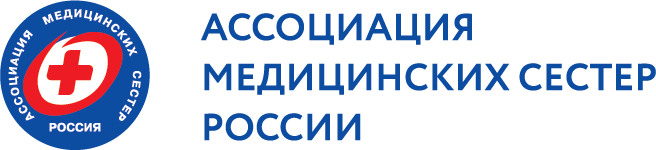 АССОЦИАЦИЯ МЕДИЦИНСКИХ СЕСТЕР
РОССИЯ
АССОЦИАЦИЯ
МЕДИЦИНСКИХ СЕСТЕР
РОССИИ